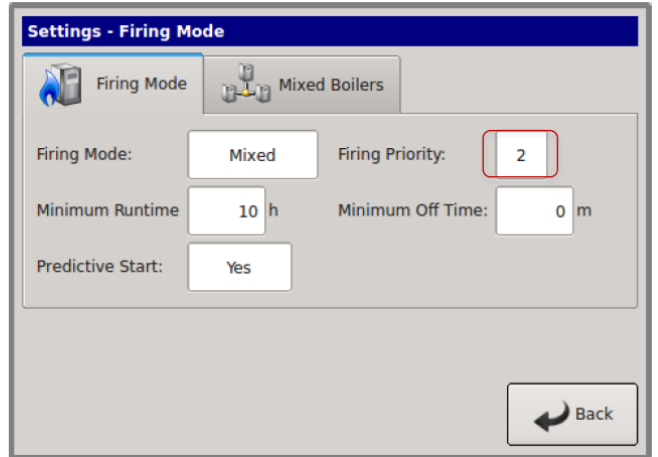 Settings - Firing Mode
Firing Mode Mixed Boilers
Firing Mode: Mixed Firing Priority: 2
Minimum Runtime 10 h Minimum Off Time: 0 m
Predictive Start: Yes
Back